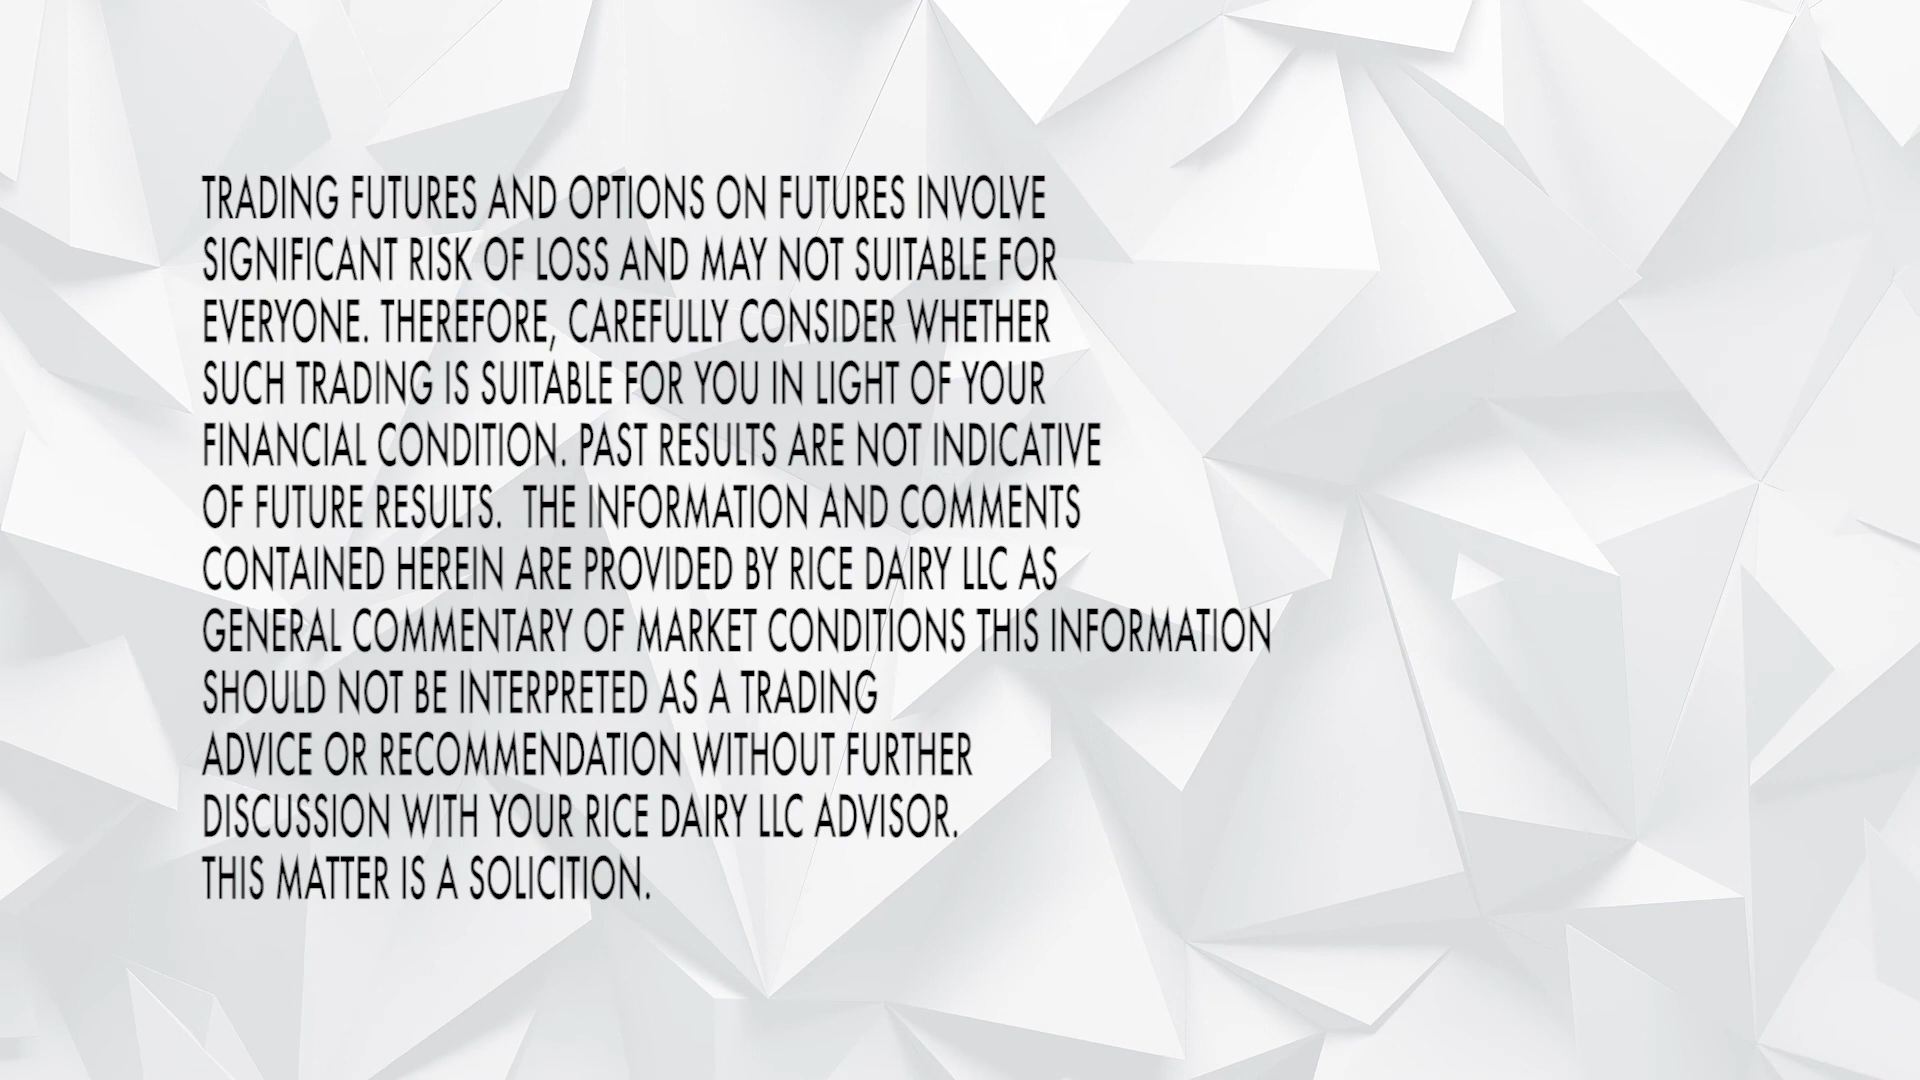 TRADING FUTURES AND OPTIONS ON FUTURES INVOLVE
SIGNIFICANT RISK OF LOSS AND MAY NOT SUITABLE FOR
EVERYONE. THEREFORE, CAREFULLY CONSIDER WHETHER
SUCH TRADING IS SUITABLE FOR YOU IN LIGHT OF YOUR
FINANCIAL CONDITION. PAST RESULTS ARE NOT INDICATIVE
OF FUTURE RESULTS.  THE INFORMATION AND COMMENTS
CONTAINED HEREIN ARE PROVIDED BY RICE DAIRY LLC AS
GENERAL COMMENTARY OF MARKET CONDITIONS THIS INFORMATION
SHOULD NOT BE INTERPRETED AS A TRADING
ADVICE OR RECOMMENDATION WITHOUT FURTHER
DISCUSSION WITH YOUR RICE DAIRY LLC ADVISOR.
THIS MATTER IS A SOLICITION.